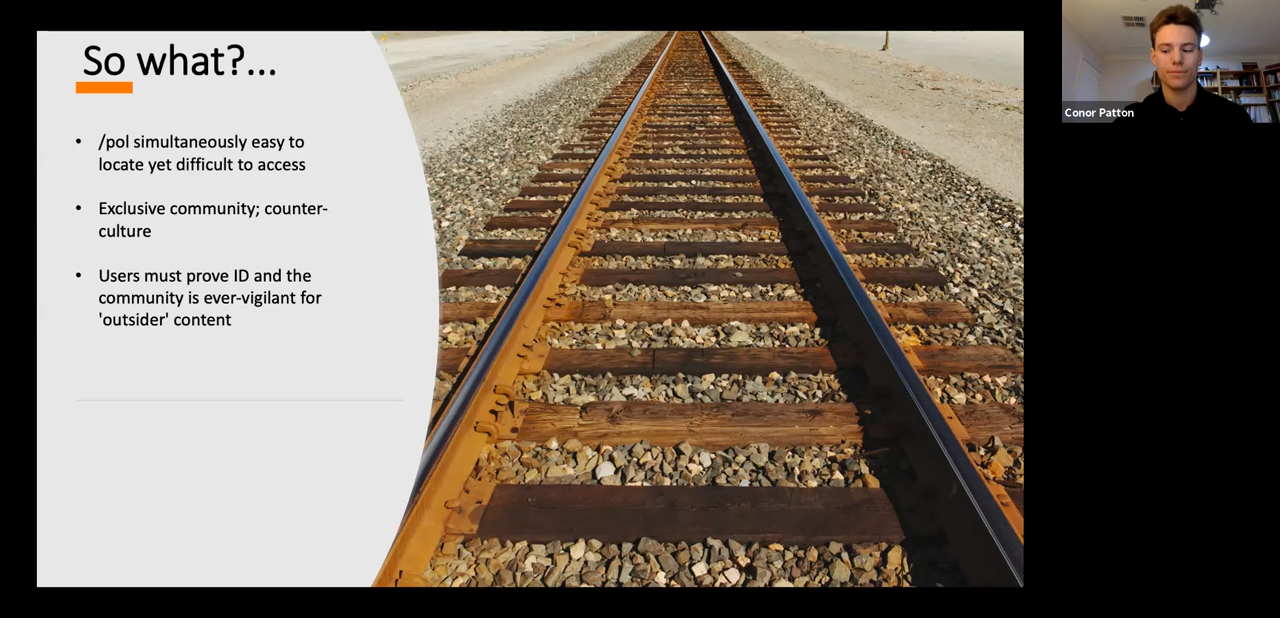 So what?...
• /pol simultaneously easy to
locate yet difficult to access
• Exclusive community; counter-
culture
• Users must prove ID and the
community is ever-vigilant for
'outsider' content
Conor Patton